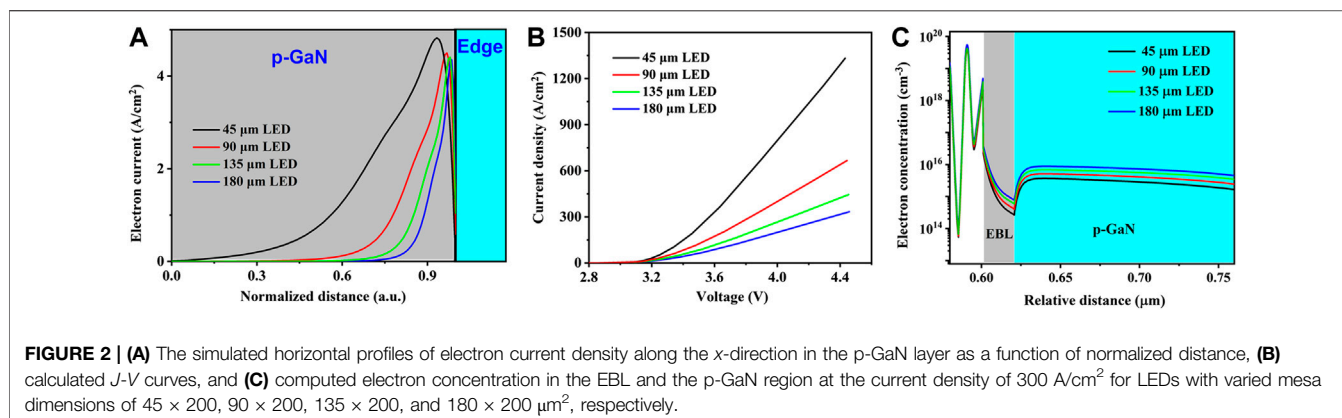 A
p-GaN
Edge
45 µm LED
90 µm LED
135 µm LED
180 µm LED
Electron current (A/cm²)
4
2
0
0.0 0.3 0.6 0.9
Normalized distance (a.u.)
B
45 µm LED
90 µm LED
135 µm LED
180 µm LED
Current density (A/cm²)
1500
1200
900
600
300
0
2.8 3.2 3.6 4.0 4.4
Voltage (V)
C
45 µm LED
90 µm LED
135 µm LED
180 µm LED
Electron concentration (cm⁻³)
10²⁰
10¹⁸
10¹⁶
10¹⁴
EBL
p-GaN
0.60 0.65 0.70 0.75
Relative distance (µm)
FIGURE 2 | (A) The simulated horizontal profiles of electron current density along the x-direction in the p-GaN layer as a function of normalized distance, (B)
calculated J-V curves, and (C) computed electron concentration in the EBL and the p-GaN region at the current density of 300 A/cm² for LEDs with varied mesa
dimensions of 45 × 200, 90 × 200, 135 × 200, and 180 × 200 µm², respectively.